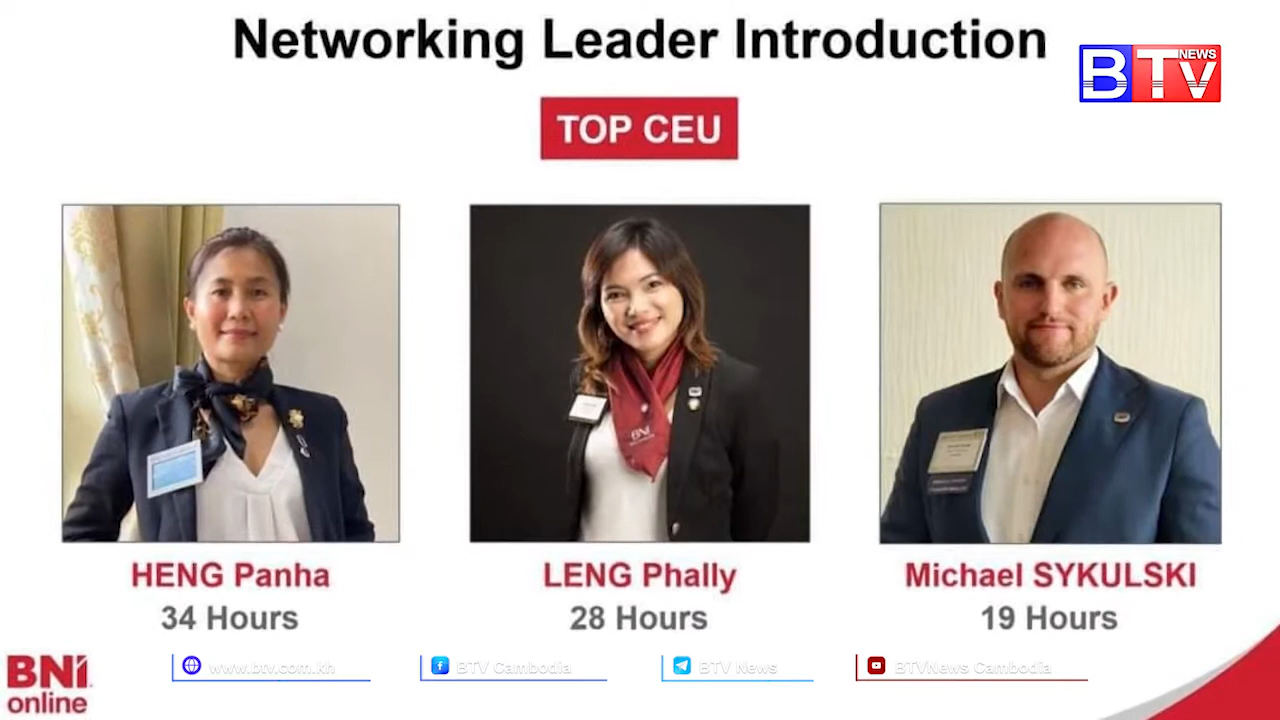 Networking Leader Introduction
BTV NEWS
TOP CEU
BNI
HENG Panha
LENG Phally
Michael SYKULSKI
34 Hours
28 Hours
19 Hours
BNI
online
www.btv.com.kh
BTV Cambodia
BTV News
BTVNews Cambodia